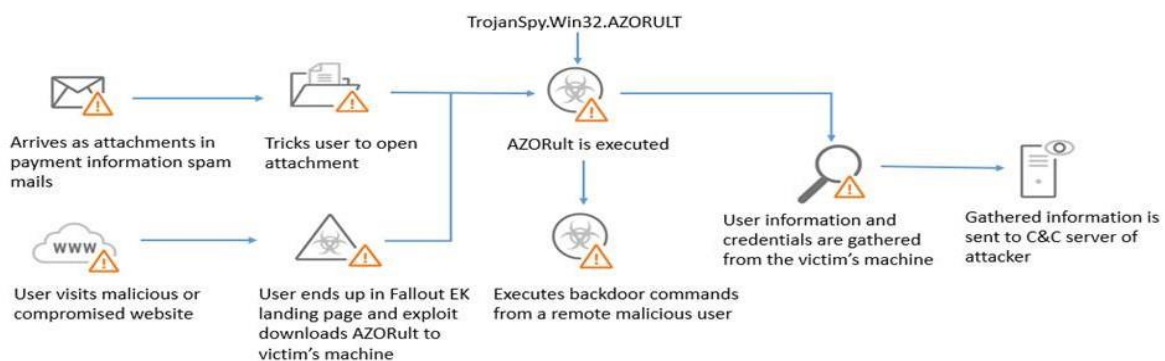 TrojanSpy.Win32.AZORULT
Arrives as attachments in
payment information spam
mails
Tricks user to open
attachment
AZORult is executed
User information and
credentials are gathered
from the victim's machine
Gathered information is
sent to C&C server of
attacker
WWW
User visits malicious or
compromised website
User ends up in Fallout EK
landing page and exploit
downloads AZORult to
victim's machine
Executes backdoor commands
from a remote malicious user